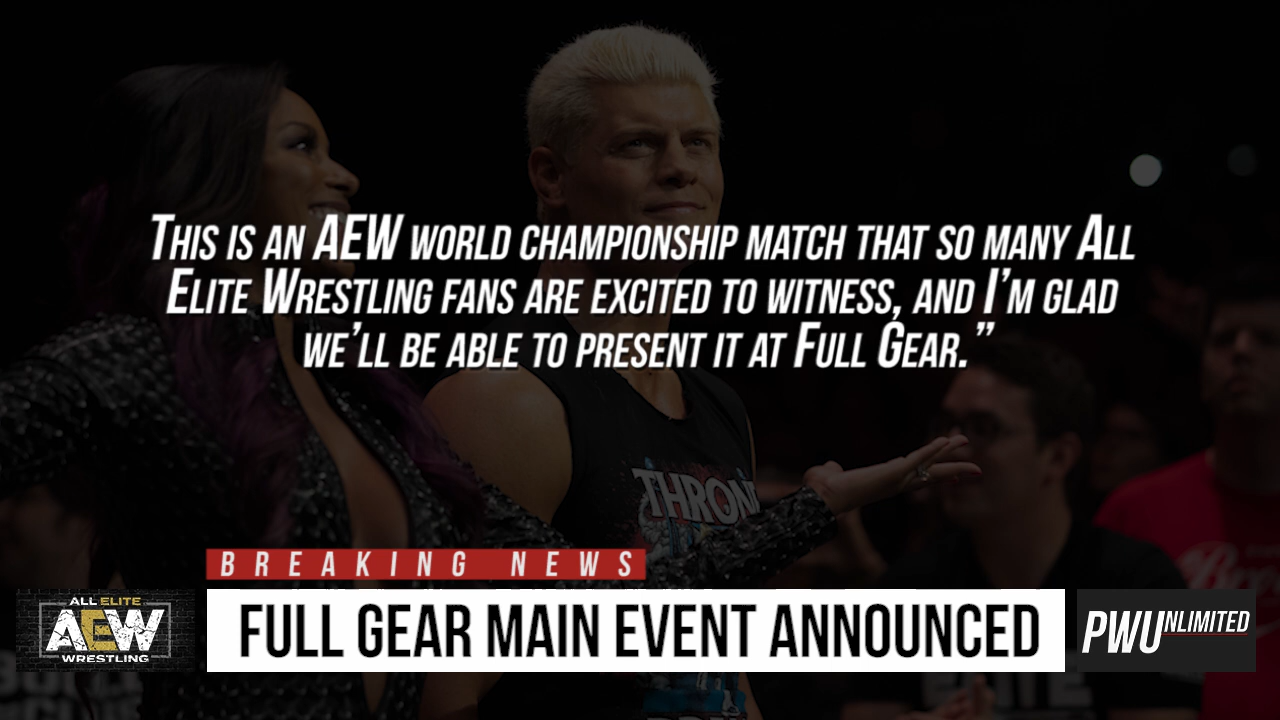 This is an AEW world championship match that so many All
Elite Wrestling fans are excited to witness, and I’m glad
we’ll be able to present it at Full Gear.”
THRON
BREAKING NEWS
ALL ELITE
AEW
WRESTLING
FULL GEAR MAIN EVENT ANNOUNCED
PWUNLIMITED